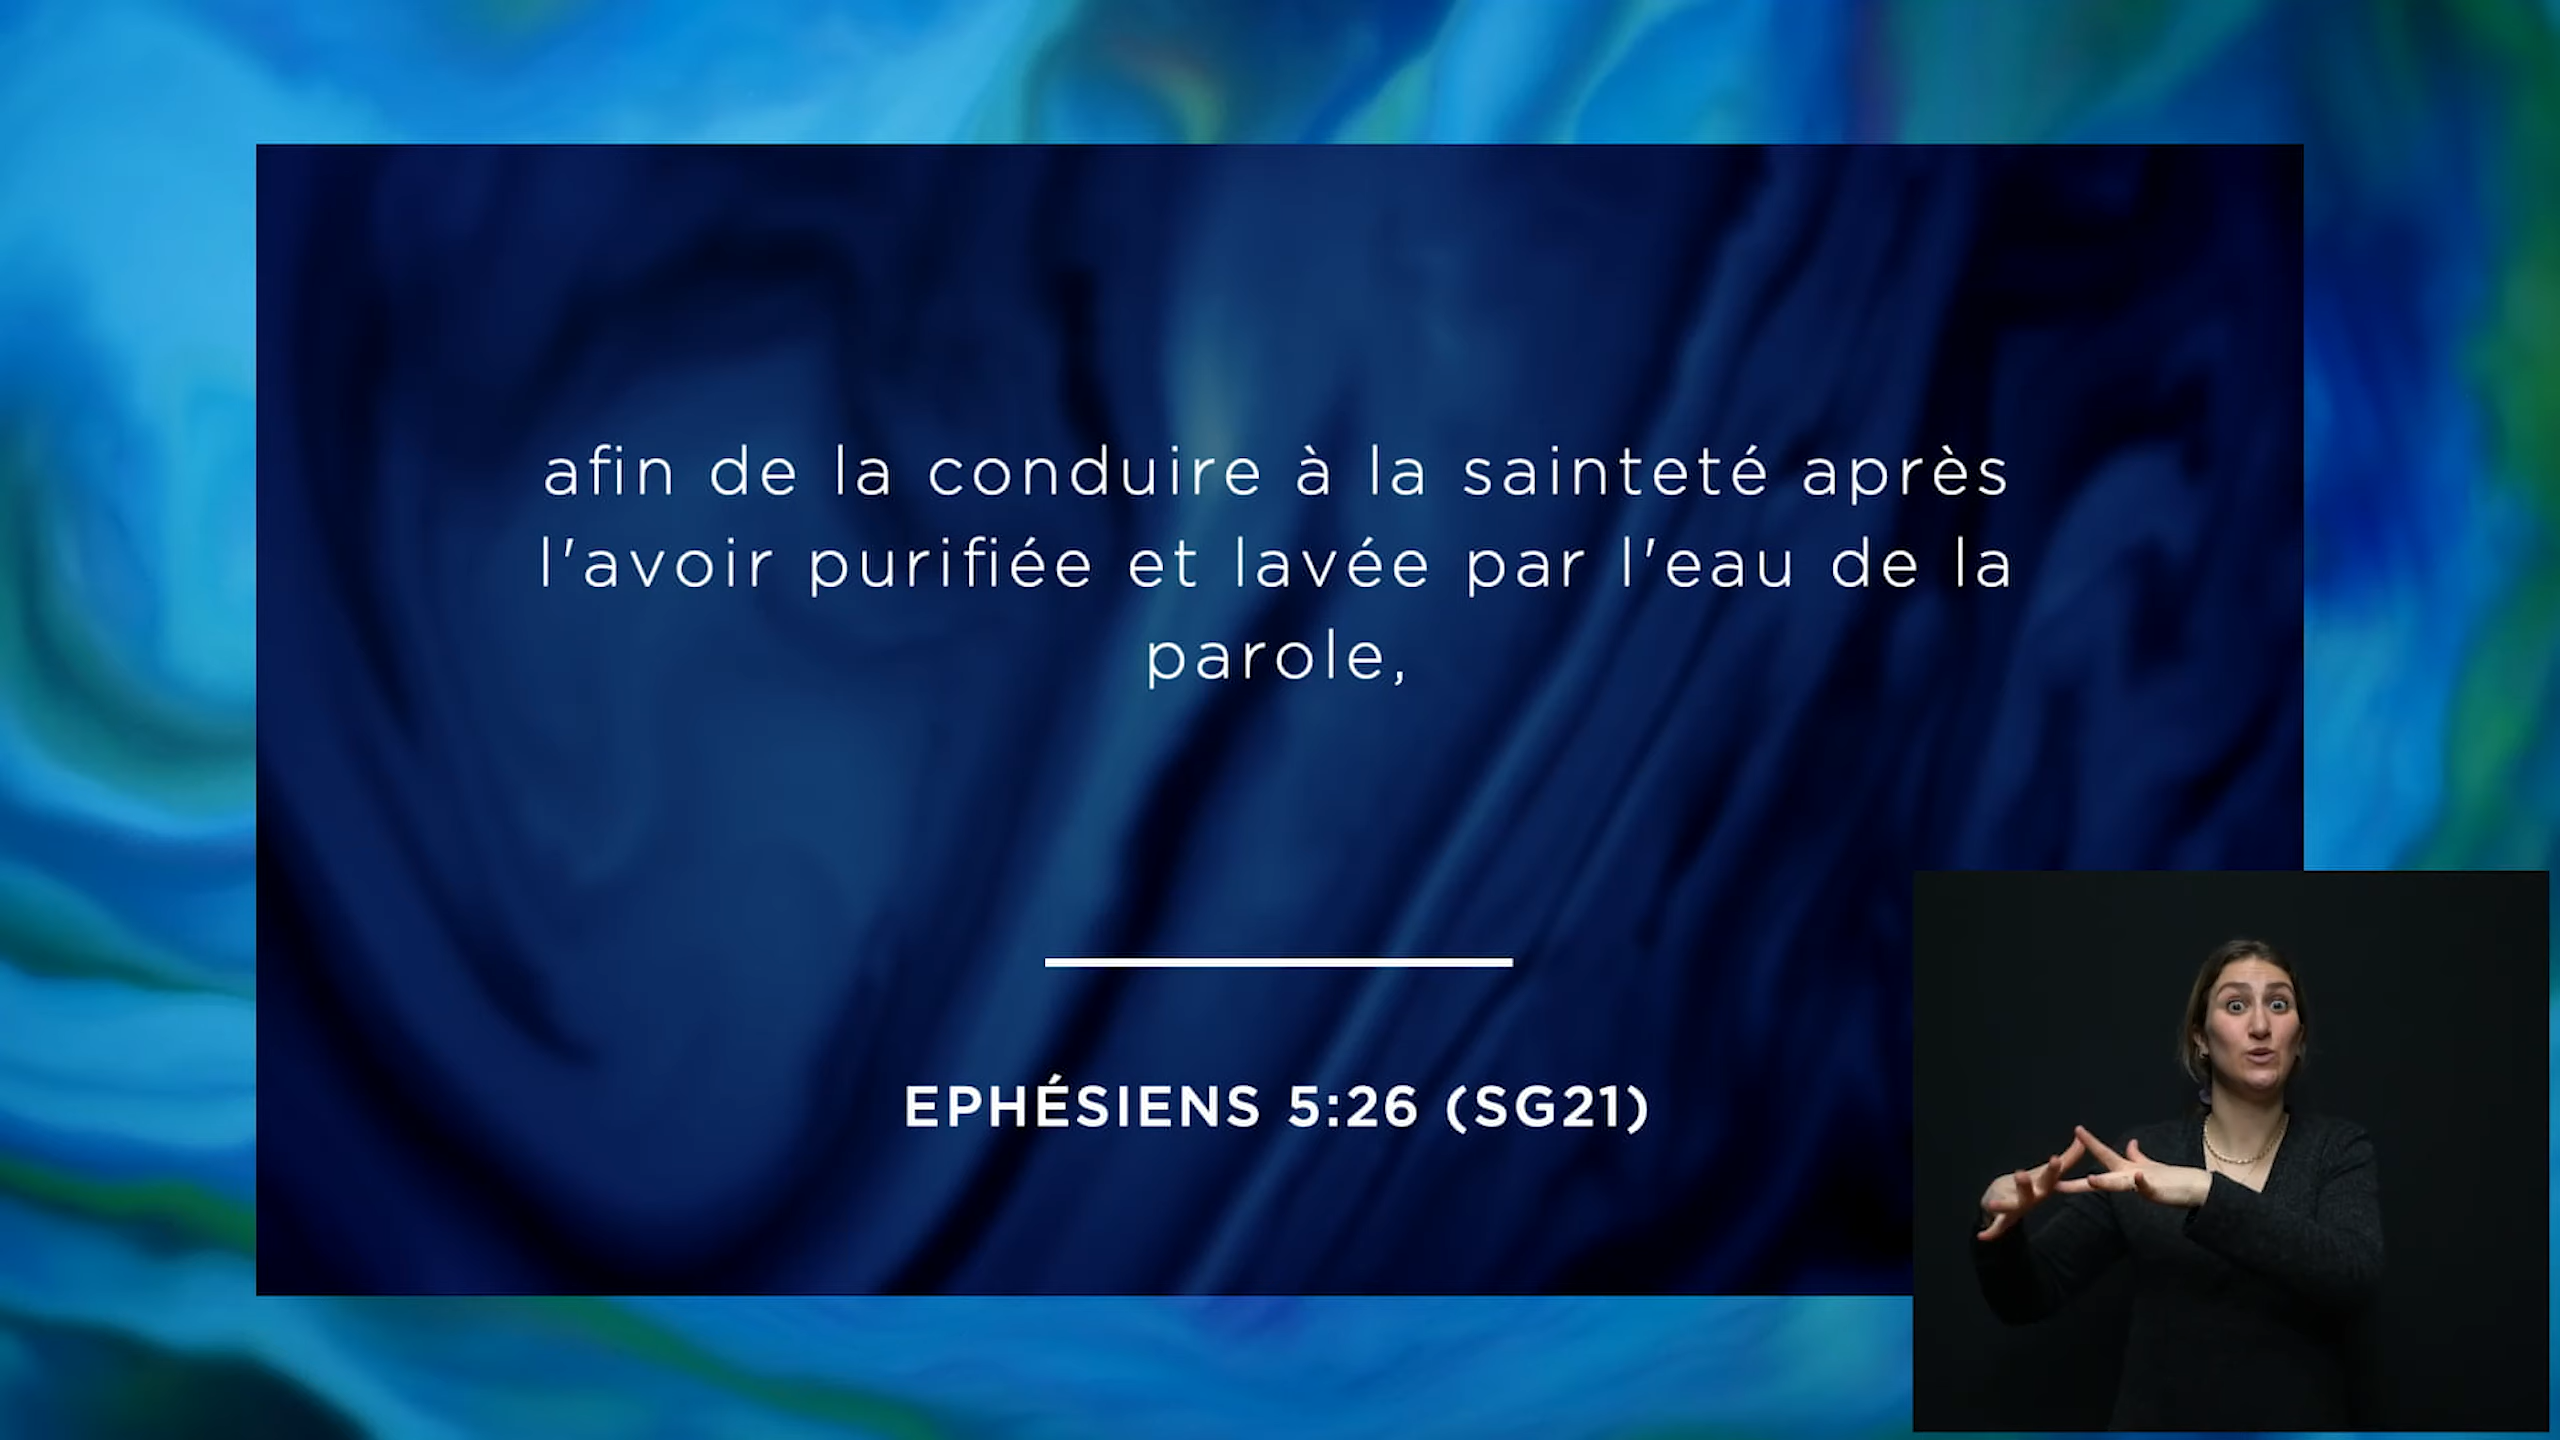 afin de la conduire à la sainteté après
l'avoir purifiée et lavée par l'eau de la
parole,
EPHÉSIENS 5:26 (SG21)